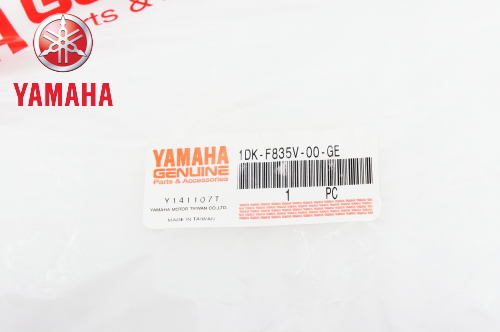 YAMAHA
YAMAHA
GENUINE
Parts & Accessories
Y141107T
YAMAHA MOTOR TAIWAN CO.,LTD.
MADE IN TAIWAN
1DK-F835V-00-GE
1 PC